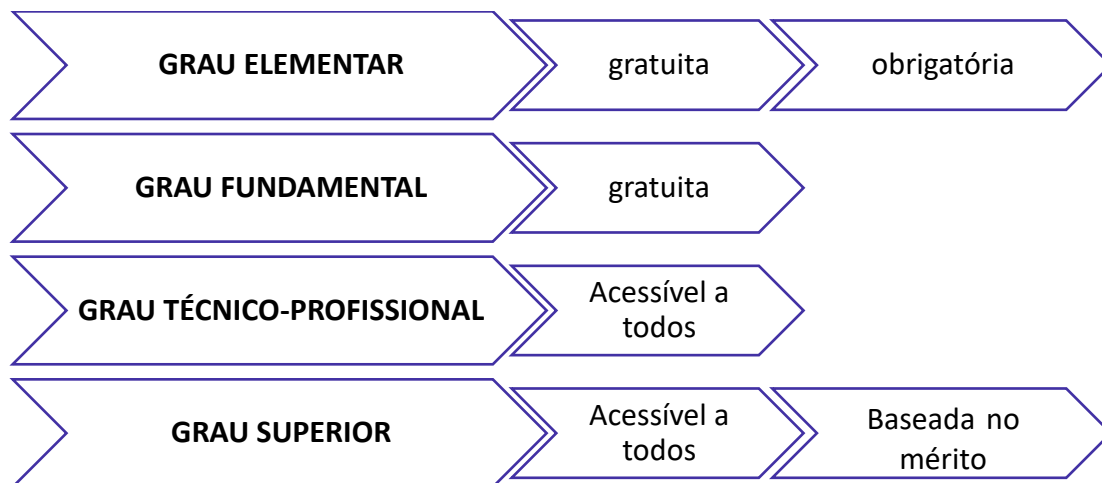 GRAU ELEMENTAR
gratuita
obrigatória
GRAU FUNDAMENTAL
gratuita
GRAU TÉCNICO-PROFISSIONAL
Acessível a
todos
GRAU SUPERIOR
Acessível a
todos
Baseada no
mérito